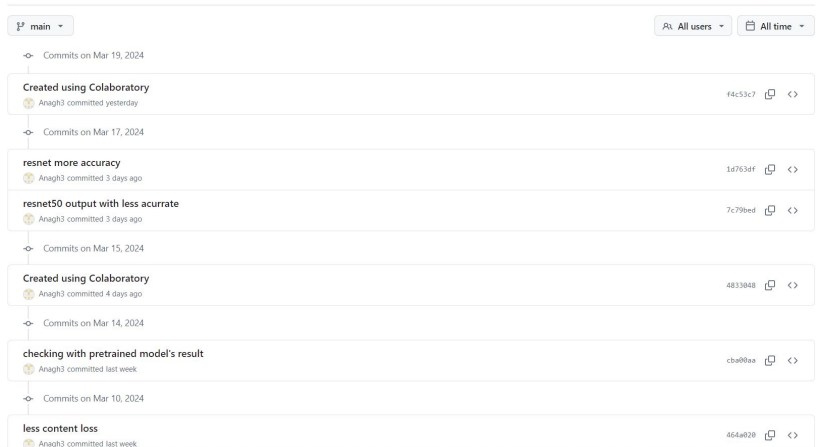 main
All users
All time
Commits on Mar 19, 2024
Created using Colaboratory
Anagh3 committed yesterday
f4c53c7
Commits on Mar 17, 2024
resnet more accuracy
Anagh3 committed 3 days ago
1d763df
resnet50 output with less acurrate
Anagh3 committed 3 days ago
7c79bed
Commits on Mar 15, 2024
Created using Colaboratory
Anagh3 committed 4 days ago
4833048
Commits on Mar 14, 2024
checking with pretrained model's result
Anagh3 committed last week
cba00aa
Commits on Mar 10, 2024
less content loss
Anagh3 committed last week
464a020